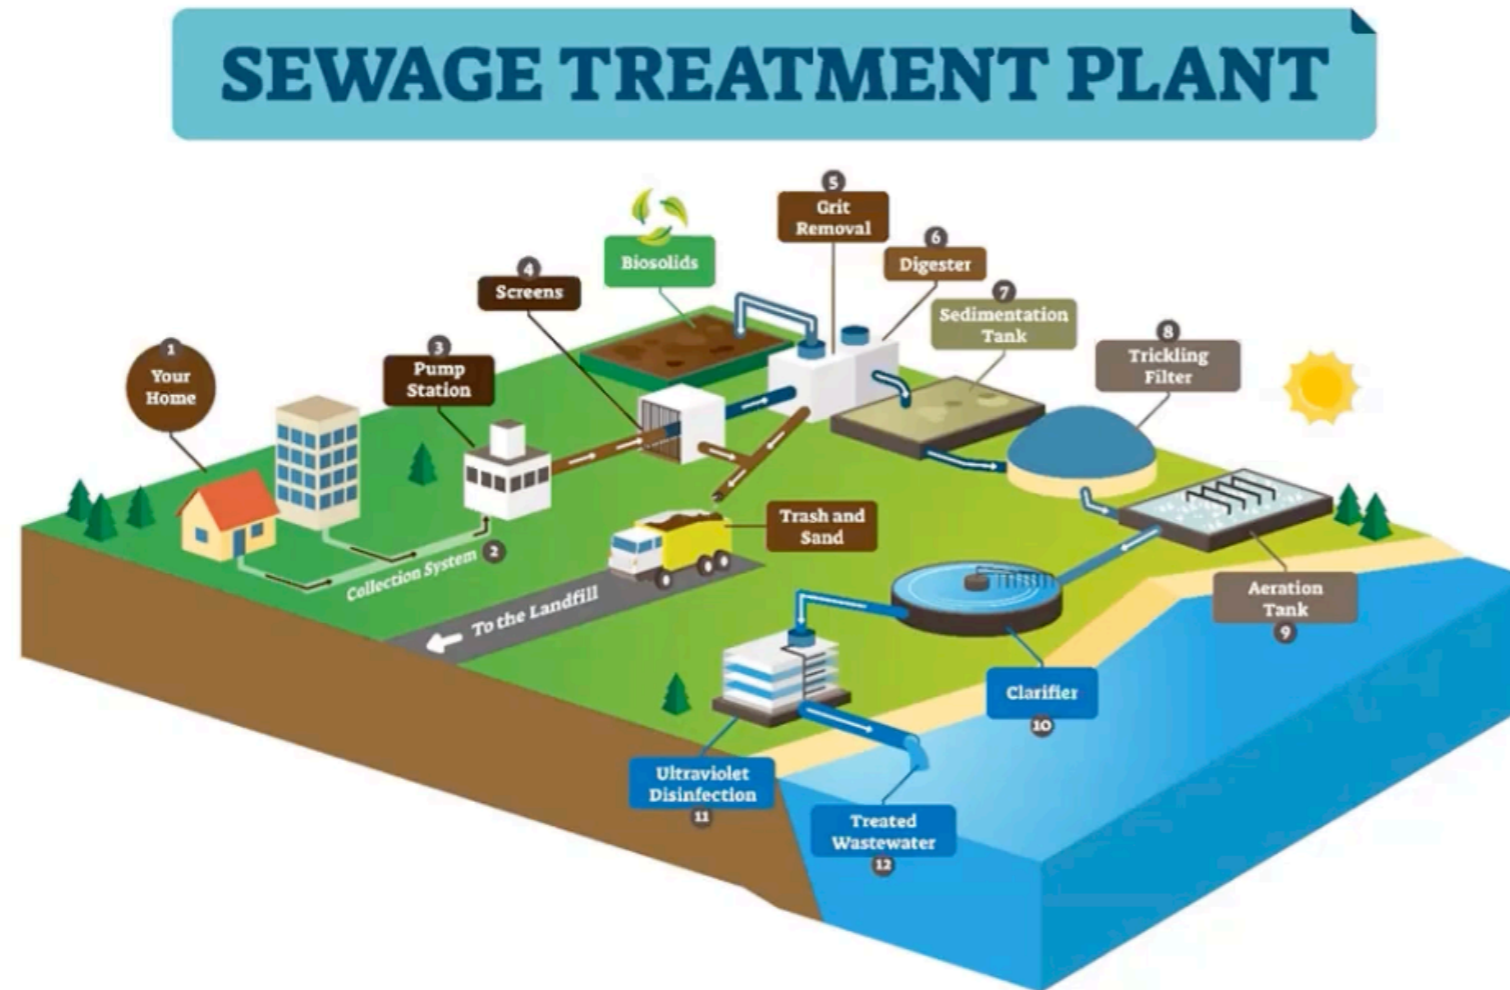 SEWAGE TREATMENT PLANT
1
Your
Home
Collection System 2
3
Pump
Station
4
Screens
Biosolids
5
Grit
Removal
6
Digester
7
Sedimentation
Tank
8
Trickling
Filter
Aeration
Tank
9
Clarifier
10
Ultraviolet
Disinfection
11
Treated
Wastewater
12
Trash and
Sand
To the Landfill